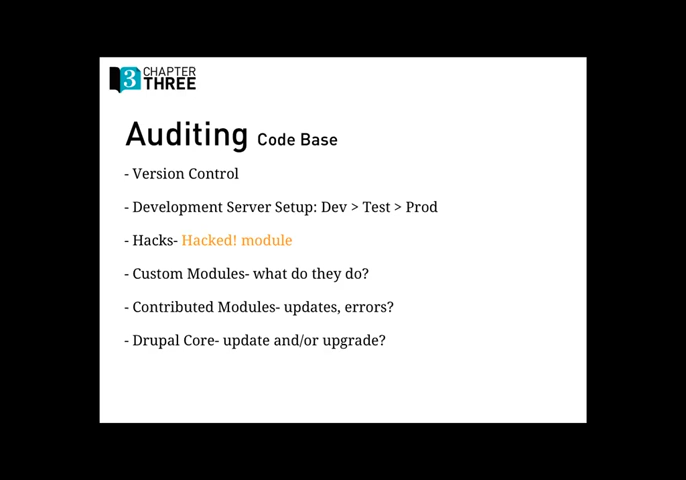 3 CHAPTER
THREE
Auditing Code Base
- Version Control
- Development Server Setup: Dev > Test > Prod
- Hacks- Hacked! module
- Custom Modules- what do they do?
- Contributed Modules- updates, errors?
- Drupal Core- update and/or upgrade?